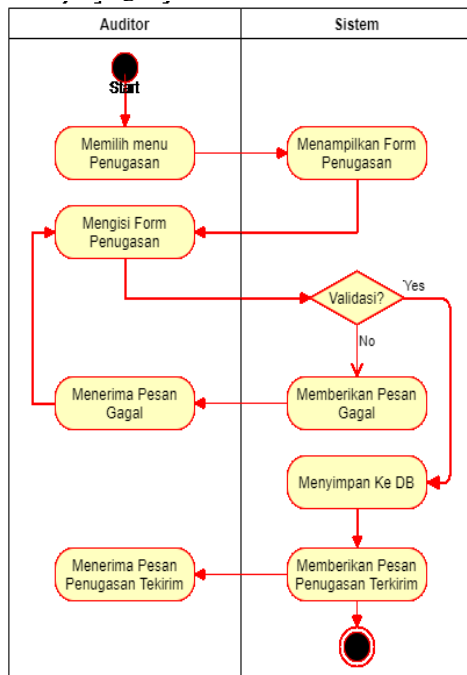 Auditor
Sistem
Start
Memilih menu
Penugasan
Menampilkan Form
Penugasan
Mengisi Form
Penugasan
Validasi?
Yes
No
Menerima Pesan
Gagal
Memberikan Pesan
Gagal
Menyimpan Ke DB
Menerima Pesan
Penugasan Tekirim
Memberikan Pesan
Penugasan Terkirim